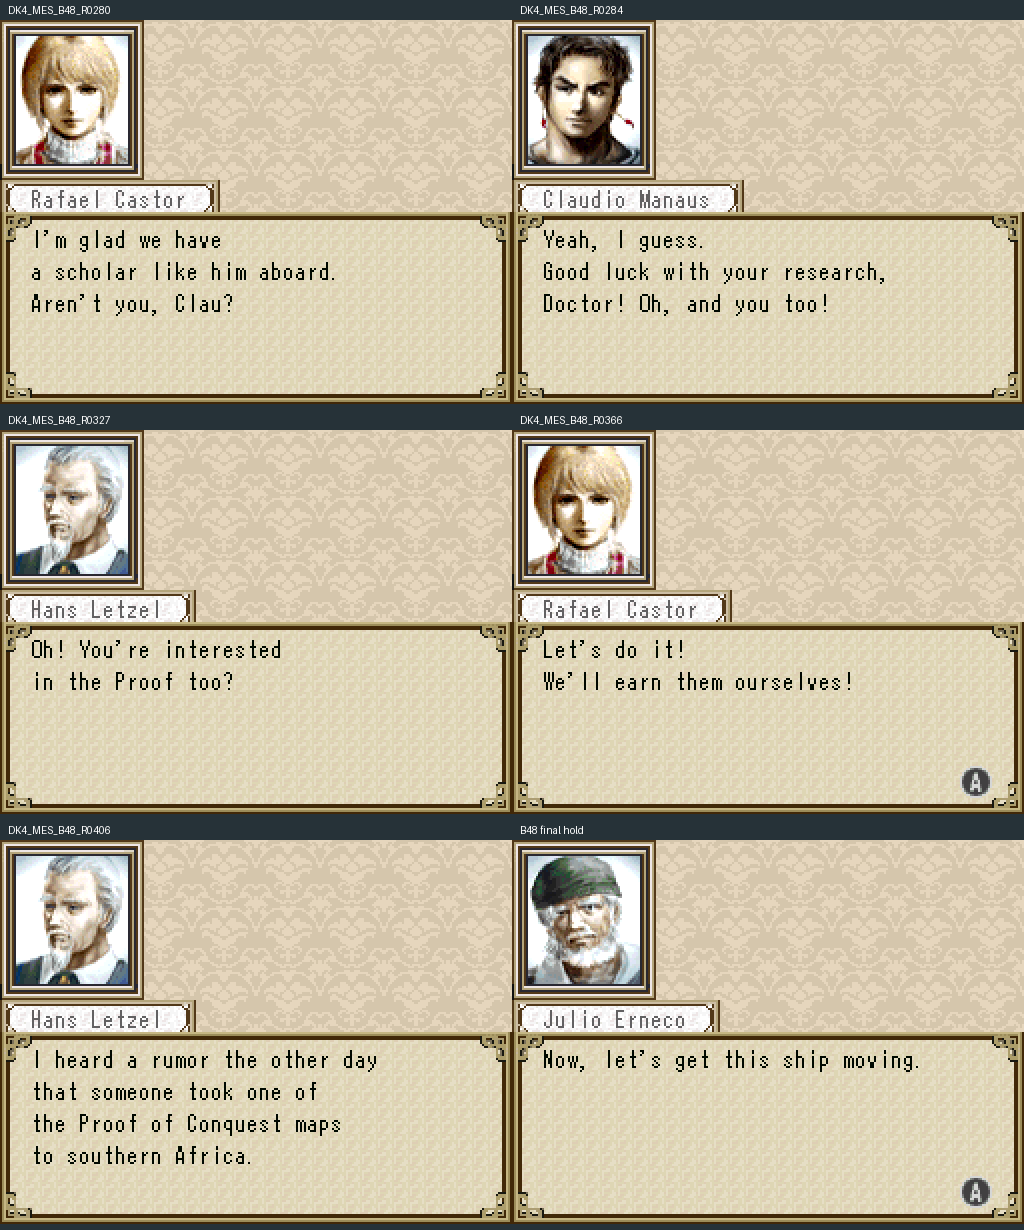 DK4_MES_B48_R0280
Rafael Castor
I'm glad we have
a scholar like him aboard.
Aren't you, Clau?
DK4_MES_B48_R0284
Claudio Manaus
Yeah, I guess.
Good luck with your research,
Doctor! Oh, and you too!
DK4_MES_B48_R0327
Hans Letzel
Oh! You're interested
in the Proof too?
DK4_MES_B48_R0366
Rafael Castor
Let's do it!
We'll earn them ourselves!
A
DK4_MES_B48_R0406
Hans Letzel
I heard a rumor the other day
that someone took one of
the Proof of Conquest maps
to southern Africa.
B48 final hold
Julio Erneco
Now, let's get this ship moving.
A